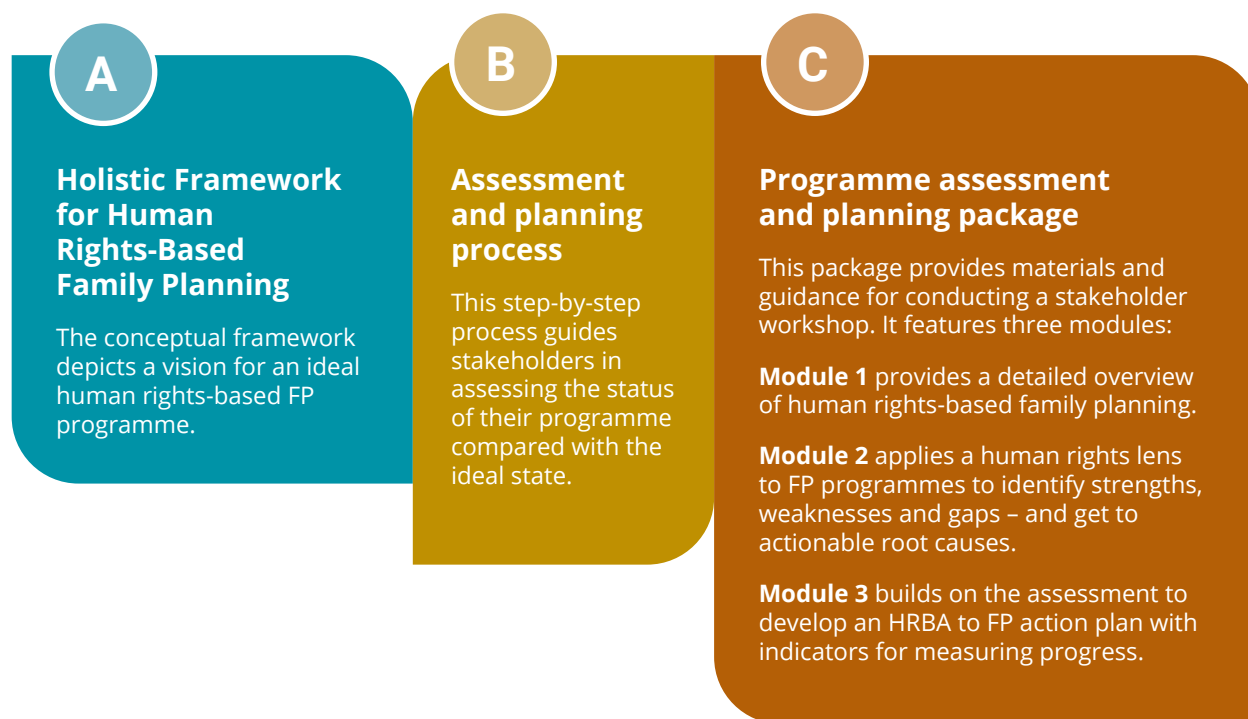 A
Holistic Framework
for Human
Rights-Based
Family Planning
The conceptual framework
depicts a vision for an ideal
human rights-based FP
programme.
B
Assessment
and planning
process
This step-by-step
process guides
stakeholders in
assessing the status
of their programme
compared with the
ideal state.
C
Programme assessment
and planning package
This package provides materials and
guidance for conducting a stakeholder
workshop. It features three modules:
Module 1 provides a detailed overview
of human rights-based family planning.
Module 2 applies a human rights lens
to FP programmes to identify strengths,
weaknesses and gaps – and get to
actionable root causes.
Module 3 builds on the assessment to
develop an HRBA to FP action plan with
indicators for measuring progress.